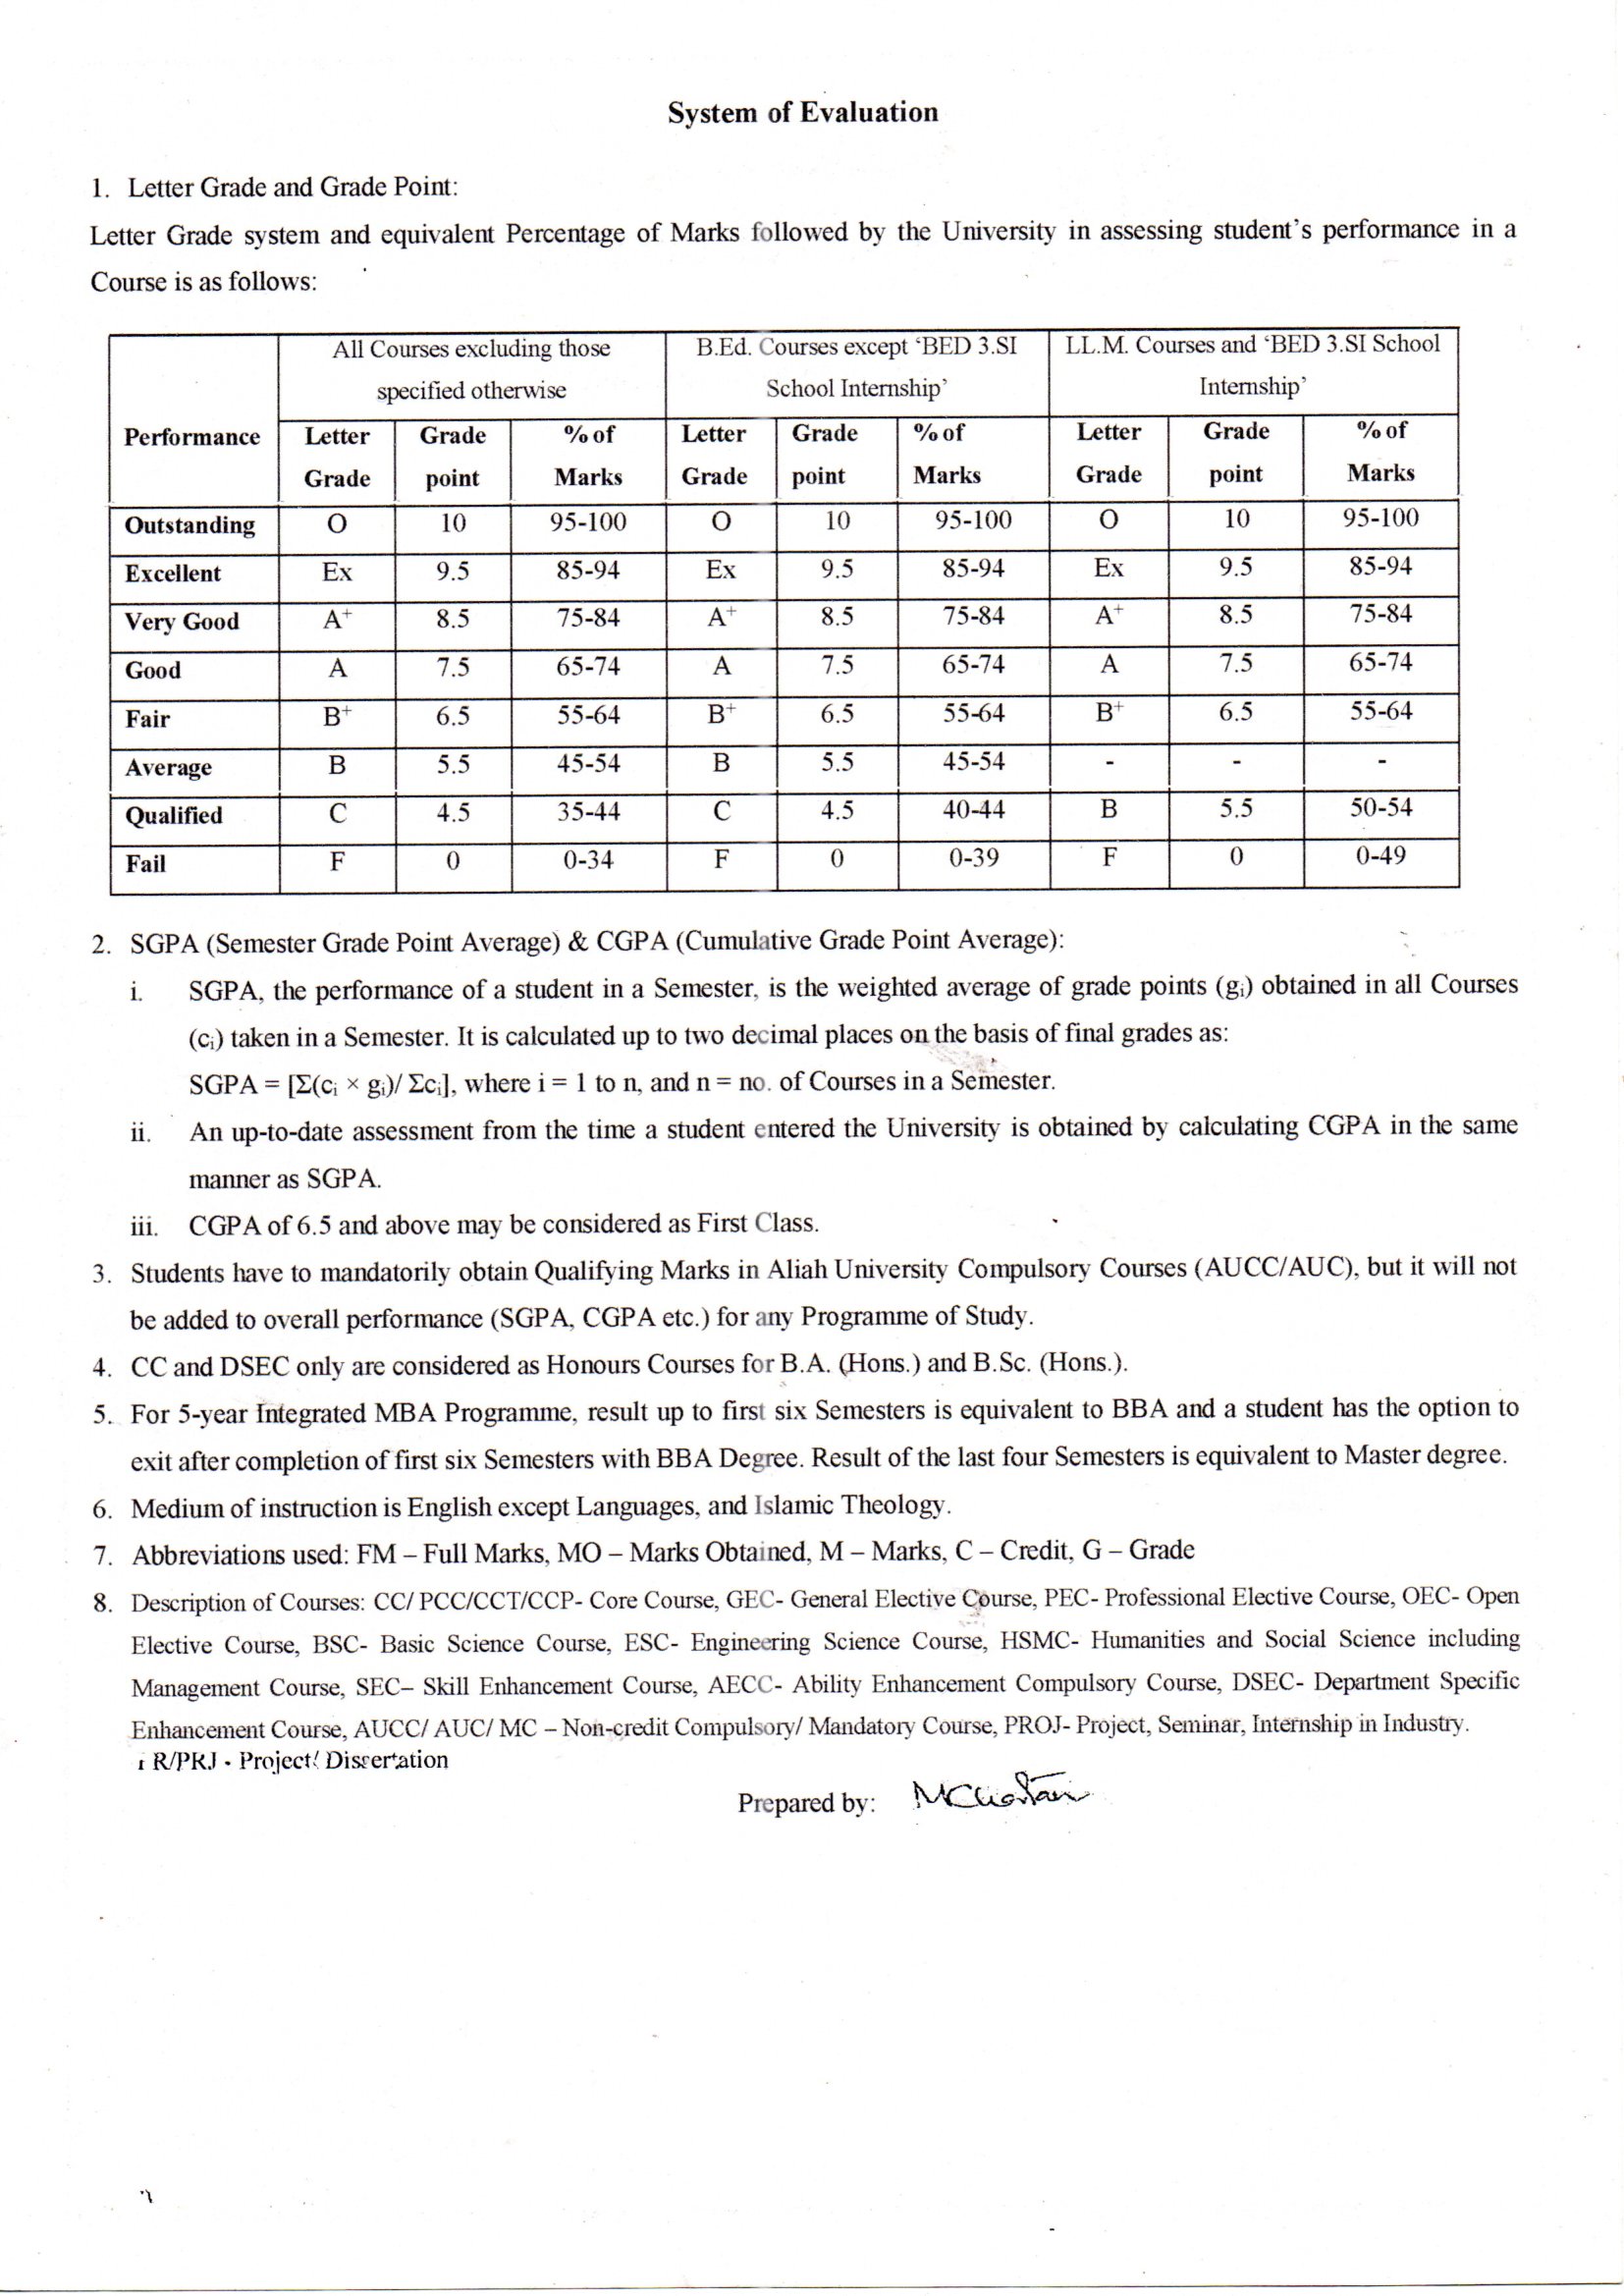 System of Evaluation
1. Letter Grade and Grade Point:
Letter Grade system and equivalent Percentage of Marks followed by the University in assessing student's performance in a
Course is as follows:
Performance All Courses excluding those specified otherwise B.Ed. Courses except ‘BED 3.SI School Internship’ LL.M. Courses and ‘BED 3.SI School Internship’
Letter Grade Grade point % of Marks Letter Grade Grade point % of Marks Letter Grade Grade point % of Marks
Outstanding O 10 95-100 O 10 95-100 O 10 95-100
Excellent Ex 9.5 85-94 Ex 9.5 85-94 Ex 9.5 85-94
Very Good A⁺ 8.5 75-84 A⁺ 8.5 75-84 A⁺ 8.5 75-84
Good A 7.5 65-74 A 7.5 65-74 A 7.5 65-74
Fair B⁺ 6.5 55-64 B⁺ 6.5 55-64 B⁺ 6.5 55-64
Average B 5.5 45-54 B 5.5 45-54 - - -
Qualified C 4.5 35-44 C 4.5 40-44 B 5.5 50-54
Fail F 0 0-34 F 0 0-39 F 0 0-49
2. SGPA (Semester Grade Point Average) & CGPA (Cumulative Grade Point Average):
i. SGPA, the performance of a student in a Semester, is the weighted average of grade points (gᵢ) obtained in all Courses
(cᵢ) taken in a Semester. It is calculated up to two decimal places on the basis of final grades as:
SGPA = [Σ(cᵢ × gᵢ)/ Σcᵢ], where i = 1 to n, and n = no. of Courses in a Semester.
ii. An up-to-date assessment from the time a student entered the University is obtained by calculating CGPA in the same
manner as SGPA.
iii. CGPA of 6.5 and above may be considered as First Class.
3. Students have to mandatorily obtain Qualifying Marks in Aliah University Compulsory Courses (AUCC/AUC), but it will not
be added to overall performance (SGPA, CGPA etc.) for any Programme of Study.
4. CC and DSEC only are considered as Honours Courses for B.A. (Hons.) and B.Sc. (Hons.).
5. For 5-year Integrated MBA Programme, result up to first six Semesters is equivalent to BBA and a student has the option to
exit after completion of first six Semesters with BBA Degree. Result of the last four Semesters is equivalent to Master degree.
6. Medium of instruction is English except Languages, and Islamic Theology.
7. Abbreviations used: FM – Full Marks, MO – Marks Obtained, M – Marks, C – Credit, G – Grade
8. Description of Courses: CC/ PCC/CCT/CCP- Core Course, GEC- General Elective Course, PEC- Professional Elective Course, OEC- Open
Elective Course, BSC- Basic Science Course, ESC- Engineering Science Course, HSMC- Humanities and Social Science including
Management Course, SEC– Skill Enhancement Course, AECC- Ability Enhancement Compulsory Course, DSEC- Department Specific
Enhancement Course, AUCC/ AUC/ MC – Non-credit Compulsory/ Mandatory Course, PROJ- Project, Seminar, Internship in Industry.
R/PRJ - Project/ Dissertation
Prepared by: